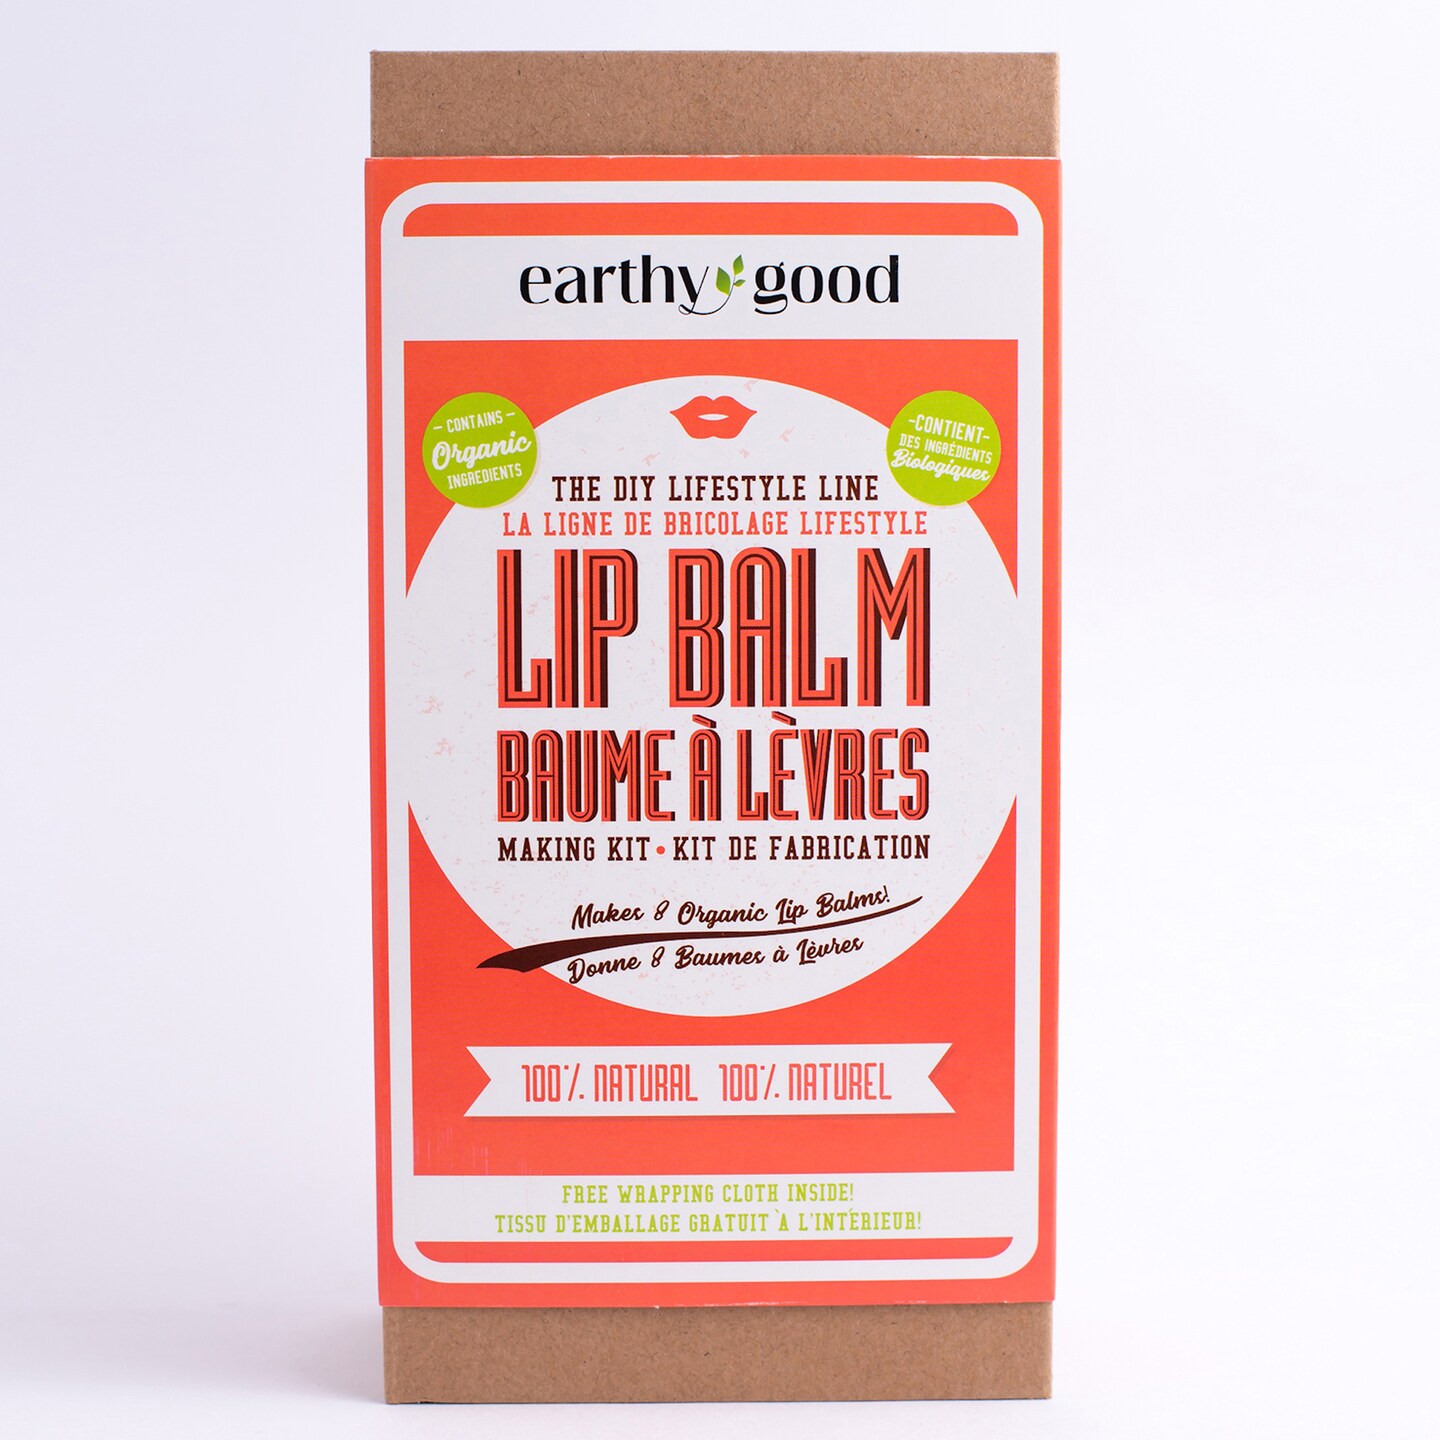 earthy good
– CONTAINS –
Organic
INGREDIENTS
-CONTIENT-
DES INGRÉDIENTS
Biologiques
THE DIY LIFESTYLE LINE
LA LIGNE DE BRICOLAGE LIFESTYLE
LIP BALM
BAUME À LÈVRES
MAKING KIT • KIT DE FABRICATION
Makes 8 Organic Lip Balms!
Donne 8 Baumes à Lèvres
100% NATURAL 100% NATUREL
FREE WRAPPING CLOTH INSIDE!
TISSU D'EMBALLAGE GRATUIT À L'INTÉRIEUR!